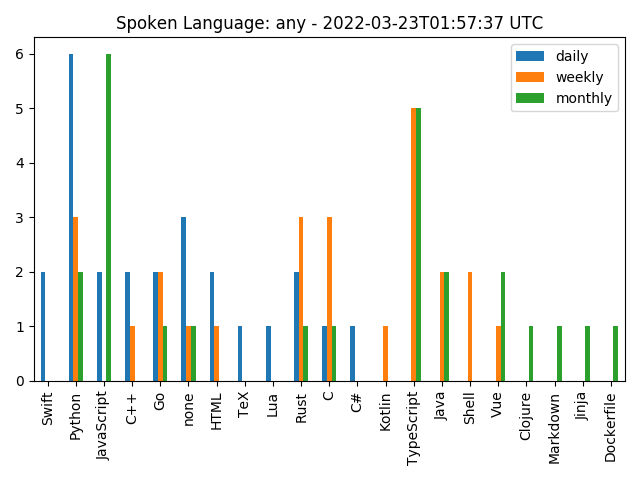 Spoken Language: any - 2022-03-23T01:57:37 UTC
daily
weekly
monthly
6
5
4
3
2
1
0
Swift
Python
JavaScript
C++
Go
none
HTML
TeX
Lua
Rust
C
C#
Kotlin
TypeScript
Java
Shell
Vue
Clojure
Markdown
Jinja
Dockerfile